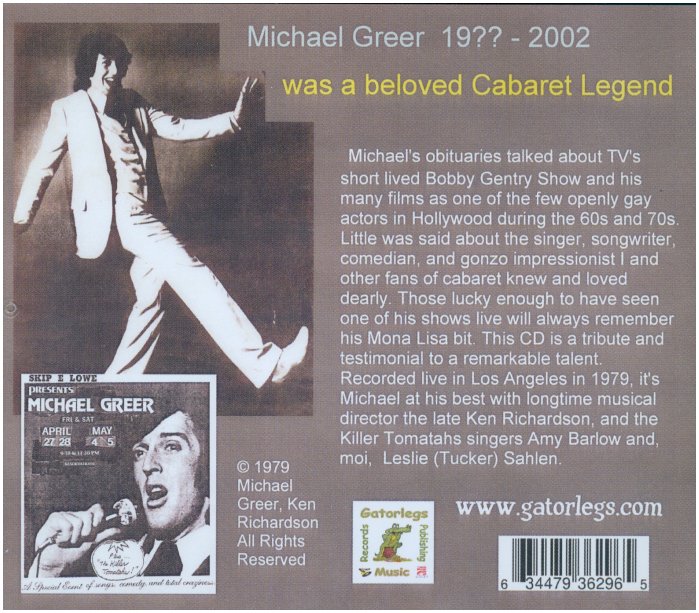 Michael Greer 19?? - 2002
was a beloved Cabaret Legend
Michael's obituaries talked about TV's
short lived Bobby Gentry Show and his
many films as one of the few openly gay
actors in Hollywood during the 60s and 70s.
Little was said about the singer, songwriter,
comedian, and gonzo impressionist I and
other fans of cabaret knew and loved
dearly. Those lucky enough to have seen
one of his shows live will always remember
his Mona Lisa bit. This CD is a tribute and
testimonial to a remarkable talent.
Recorded live in Los Angeles in 1979, it's
Michael at his best with longtime musical
director the late Ken Richardson, and the
Killer Tomatahs singers Amy Barlow and,
moi, Leslie (Tucker) Sahlen.
SKIP E LOWE
PRESENTS
MICHAEL GREER
FRI & SAT
APRIL MAY
27 28 4 5
Plus
"The Killer
Tomatahs!"
A Special Event of songs, comedy, and total craziness.
© 1979
Michael
Greer, Ken
Richardson
All Rights
Reserved
Gatorlegs
Records
Publishing
Music
www.gatorlegs.com
6 34479 36296 5